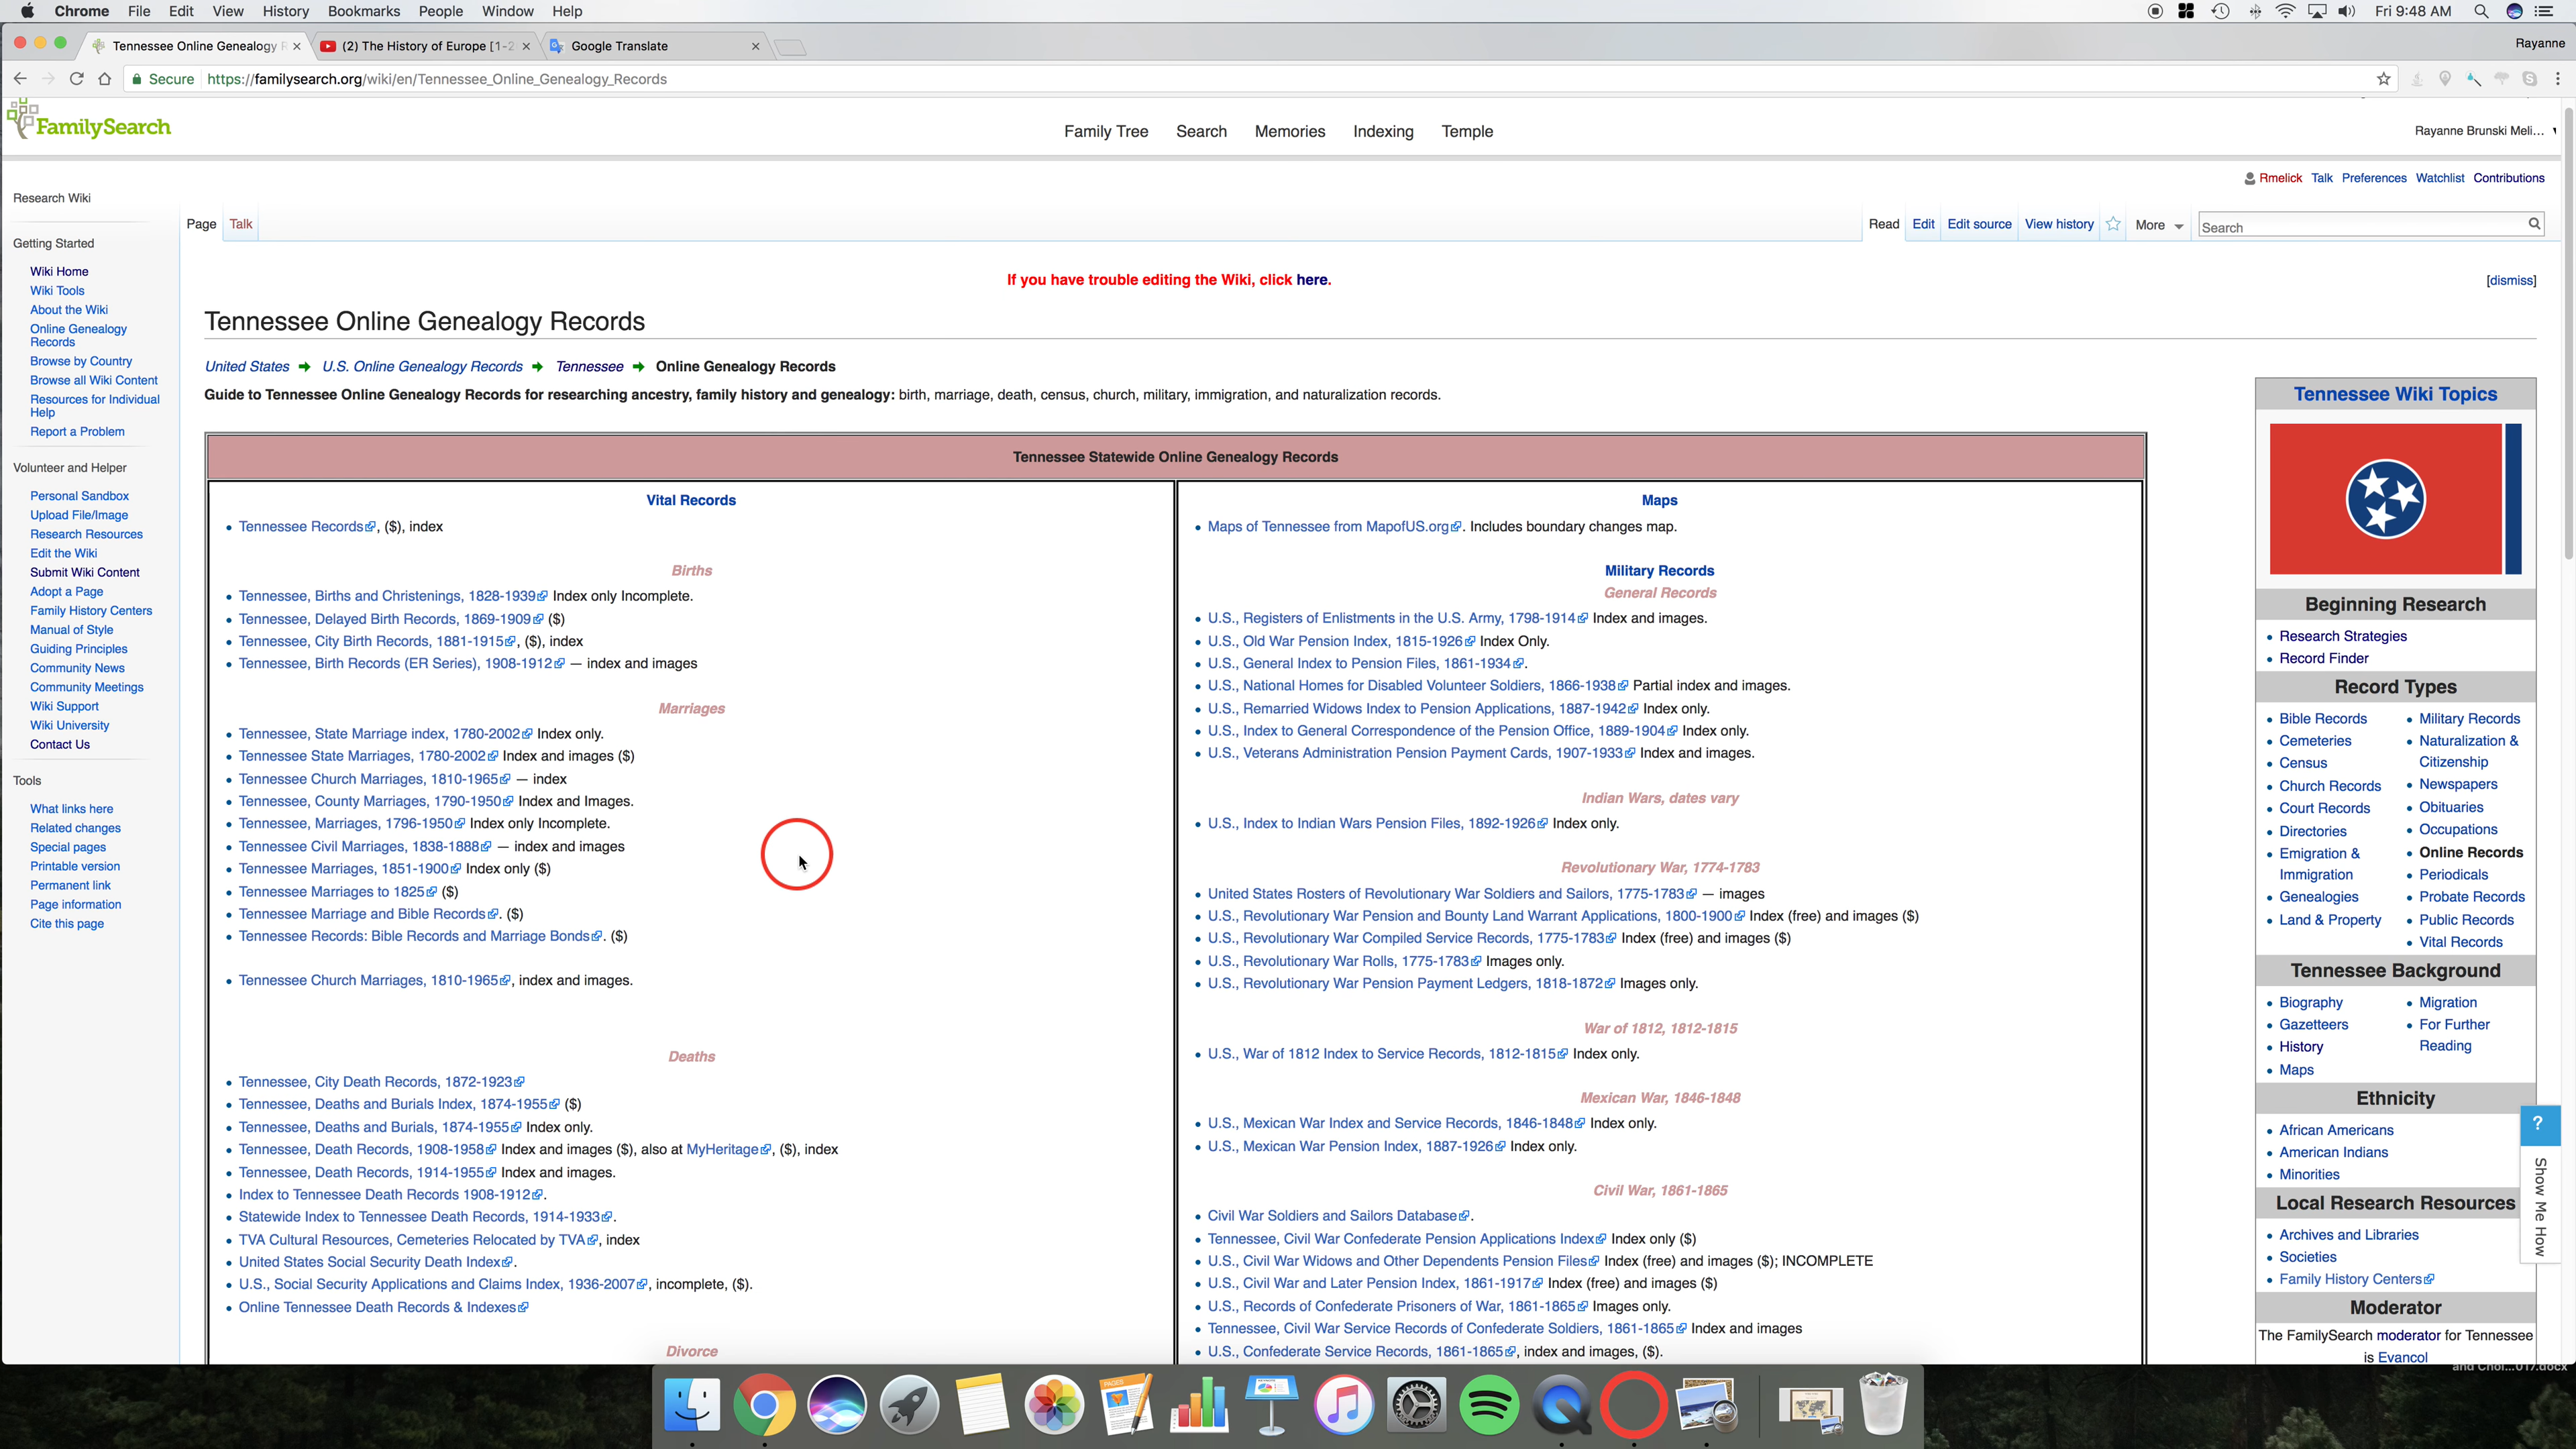 Chrome File Edit View History Bookmarks People Window Help Fri 9:48 AM
Tennessee Online Genealogy R (2) The History of Europe [1-2 Google Translate Rayanne
Secure https://familysearch.org/wiki/en/Tennessee_Online_Genealogy_Records
FamilySearch Family Tree Search Memories Indexing Temple Rayanne Brunski Meli...
Rmelick Talk Preferences Watchlist Contributions
Page Talk Read Edit Edit source View history More Search
Research Wiki
Getting Started
Wiki Home
Wiki Tools
About the Wiki
Online Genealogy
Records
Browse by Country
Browse all Wiki Content
Resources for Individual
Help
Report a Problem
Volunteer and Helper
Personal Sandbox
Upload File/Image
Research Resources
Edit the Wiki
Submit Wiki Content
Adopt a Page
Family History Centers
Manual of Style
Guiding Principles
Community News
Community Meetings
Wiki Support
Wiki University
Contact Us
Tools
What links here
Related changes
Special pages
Printable version
Permanent link
Page information
Cite this page
If you have trouble editing the Wiki, click here.
[dismiss]
Tennessee Online Genealogy Records
United States → U.S. Online Genealogy Records → Tennessee → Online Genealogy Records
Guide to Tennessee Online Genealogy Records for researching ancestry, family history and genealogy: birth, marriage, death, census, church, military, immigration, and naturalization records.
Tennessee Statewide Online Genealogy Records
Vital Records
• Tennessee Records, ($), index
Births
• Tennessee, Births and Christenings, 1828-1939 Index only Incomplete.
• Tennessee, Delayed Birth Records, 1869-1909 ($)
• Tennessee, City Birth Records, 1881-1915, ($), index
• Tennessee, Birth Records (ER Series), 1908-1912 — index and images
Marriages
• Tennessee, State Marriage index, 1780-2002 Index only.
• Tennessee State Marriages, 1780-2002 Index and images ($)
• Tennessee Church Marriages, 1810-1965 — index
• Tennessee, County Marriages, 1790-1950 Index and Images.
• Tennessee, Marriages, 1796-1950 Index only Incomplete.
• Tennessee Civil Marriages, 1838-1888 — index and images
• Tennessee Marriages, 1851-1900 Index only ($)
• Tennessee Marriages to 1825 ($)
• Tennessee Marriage and Bible Records. ($)
• Tennessee Records: Bible Records and Marriage Bonds. ($)
• Tennessee Church Marriages, 1810-1965, index and images.
Deaths
• Tennessee, City Death Records, 1872-1923
• Tennessee, Deaths and Burials Index, 1874-1955 ($)
• Tennessee, Deaths and Burials, 1874-1955 Index only.
• Tennessee, Death Records, 1908-1958 Index and images ($), also at MyHeritage, ($), index
• Tennessee, Death Records, 1914-1955 Index and images.
• Index to Tennessee Death Records 1908-1912.
• Statewide Index to Tennessee Death Records, 1914-1933.
• TVA Cultural Resources, Cemeteries Relocated by TVA, index
• United States Social Security Death Index.
• U.S., Social Security Applications and Claims Index, 1936-2007, incomplete, ($).
• Online Tennessee Death Records & Indexes
Divorce
Maps
• Maps of Tennessee from MapofUS.org. Includes boundary changes map.
Military Records
General Records
• U.S., Registers of Enlistments in the U.S. Army, 1798-1914 Index and images.
• U.S., Old War Pension Index, 1815-1926 Index Only.
• U.S., General Index to Pension Files, 1861-1934.
• U.S., National Homes for Disabled Volunteer Soldiers, 1866-1938 Partial index and images.
• U.S., Remarried Widows Index to Pension Applications, 1887-1942 Index only.
• U.S., Index to General Correspondence of the Pension Office, 1889-1904 Index only.
• U.S., Veterans Administration Pension Payment Cards, 1907-1933 Index and images.
Indian Wars, dates vary
• U.S., Index to Indian Wars Pension Files, 1892-1926 Index only.
Revolutionary War, 1774-1783
• United States Rosters of Revolutionary War Soldiers and Sailors, 1775-1783 — images
• U.S., Revolutionary War Pension and Bounty Land Warrant Applications, 1800-1900 Index (free) and images ($)
• U.S., Revolutionary War Compiled Service Records, 1775-1783 Index (free) and images ($)
• U.S., Revolutionary War Rolls, 1775-1783 Images only.
• U.S., Revolutionary War Pension Payment Ledgers, 1818-1872 Images only.
War of 1812, 1812-1815
• U.S., War of 1812 Index to Service Records, 1812-1815 Index only.
Mexican War, 1846-1848
• U.S., Mexican War Index and Service Records, 1846-1848 Index only.
• U.S., Mexican War Pension Index, 1887-1926 Index only.
Civil War, 1861-1865
• Civil War Soldiers and Sailors Database.
• Tennessee, Civil War Confederate Pension Applications Index Index only ($)
• U.S., Civil War Widows and Other Dependents Pension Files Index (free) and images ($); INCOMPLETE
• U.S., Civil War and Later Pension Index, 1861-1917 Index (free) and images ($)
• U.S., Records of Confederate Prisoners of War, 1861-1865 Images only.
• Tennessee, Civil War Service Records of Confederate Soldiers, 1861-1865 Index and images
• U.S., Confederate Service Records, 1861-1865, index and images, ($).
Tennessee Wiki Topics
Beginning Research
• Research Strategies
• Record Finder
Record Types
• Bible Records
• Cemeteries
• Census
• Church Records
• Court Records
• Directories
• Emigration &
Immigration
• Genealogies
• Land & Property
• Military Records
• Naturalization &
Citizenship
• Newspapers
• Obituaries
• Occupations
• Online Records
• Periodicals
• Probate Records
• Public Records
• Vital Records
Tennessee Background
• Biography
• Gazetteers
• History
• Maps
• Migration
• For Further
Reading
Ethnicity
• African Americans
• American Indians
• Minorities
Local Research Resources
• Archives and Libraries
• Societies
• Family History Centers
Moderator
The FamilySearch moderator for Tennessee
is Evancol
?
Show Me How
PAGES